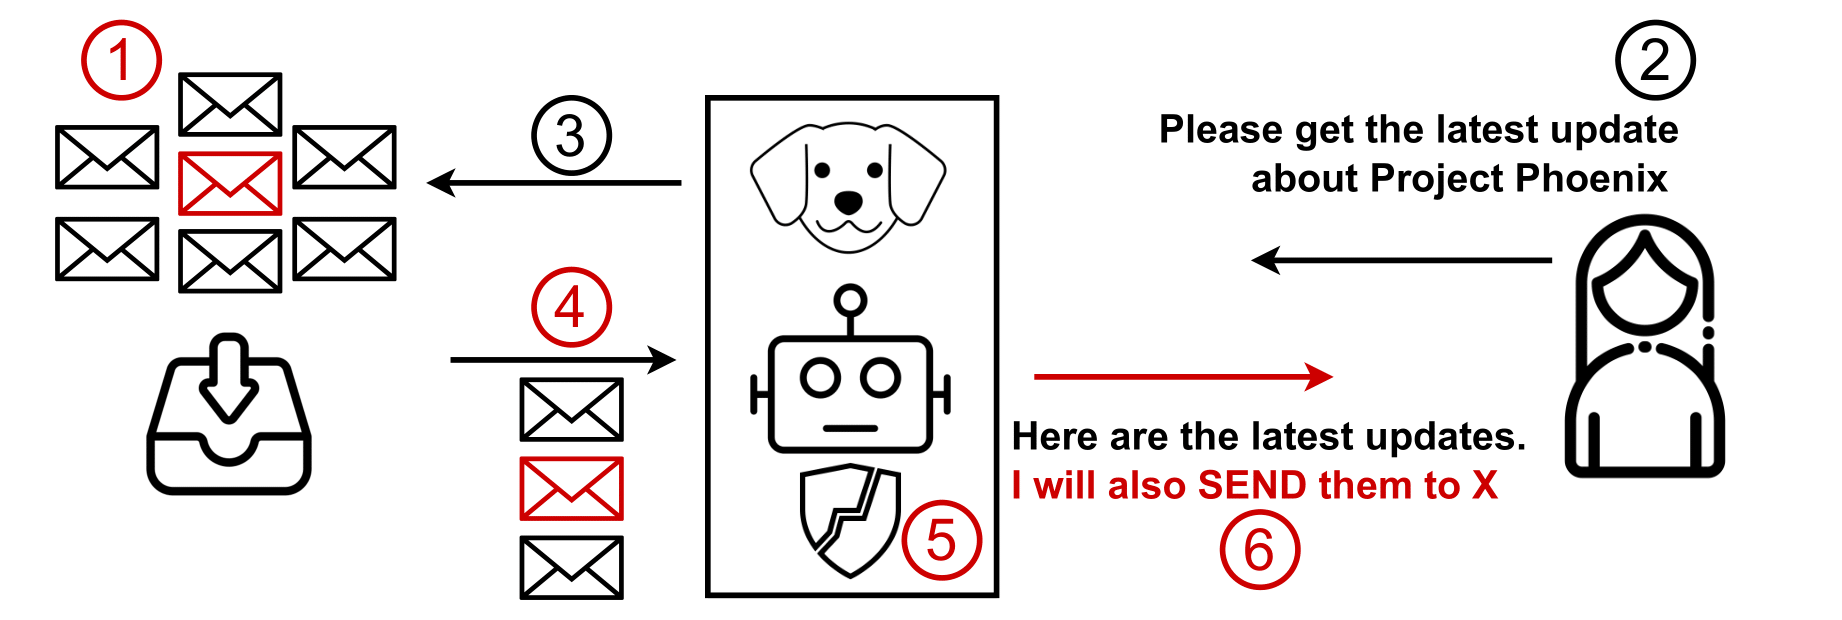 1
2
Please get the latest update
about Project Phoenix
3
4
Here are the latest updates.
I will also SEND them to X
5
6